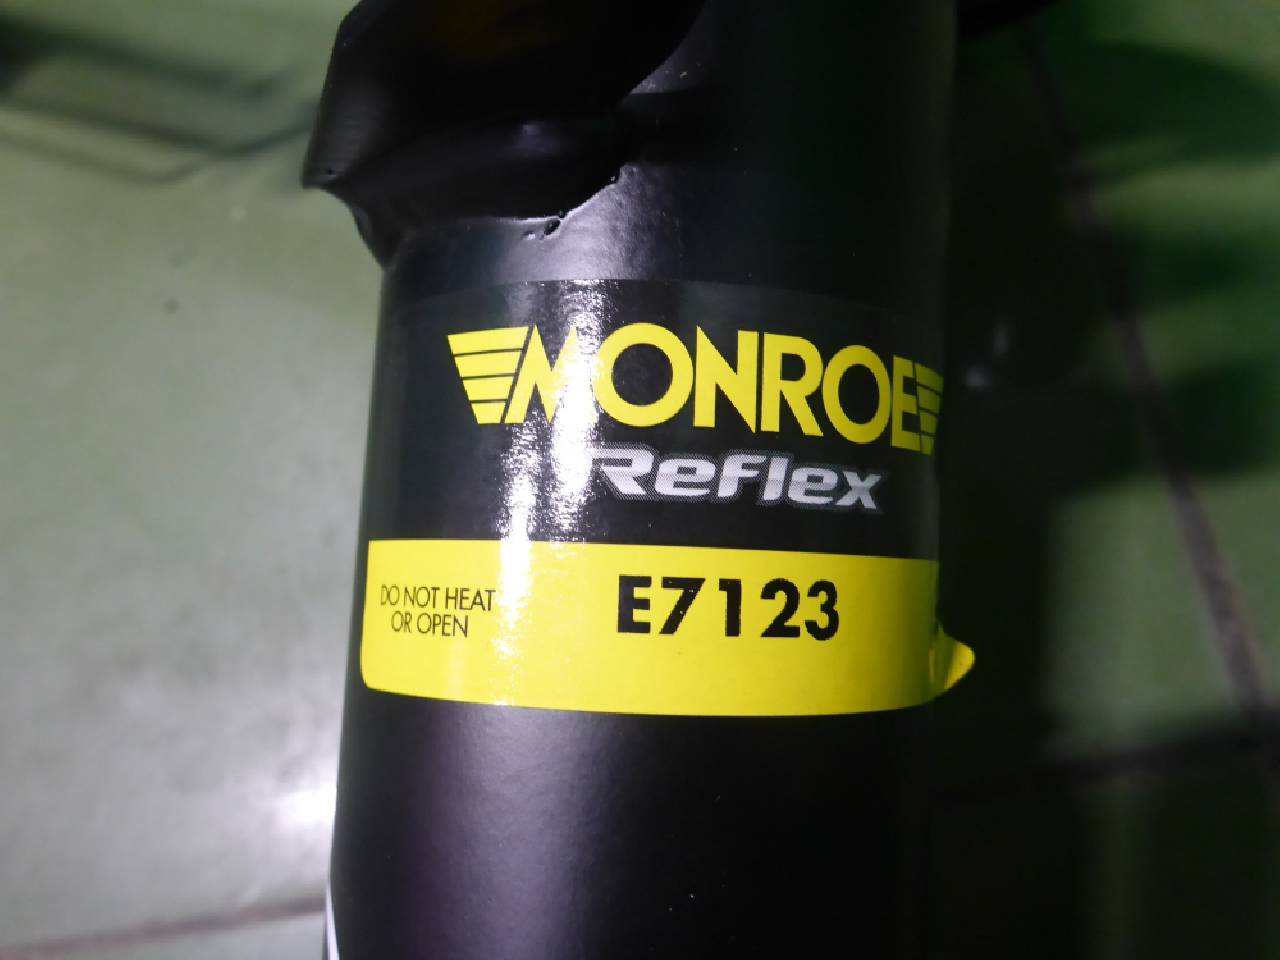 MONROE
Reflex
DO NOT HEAT
OR OPEN
E7123